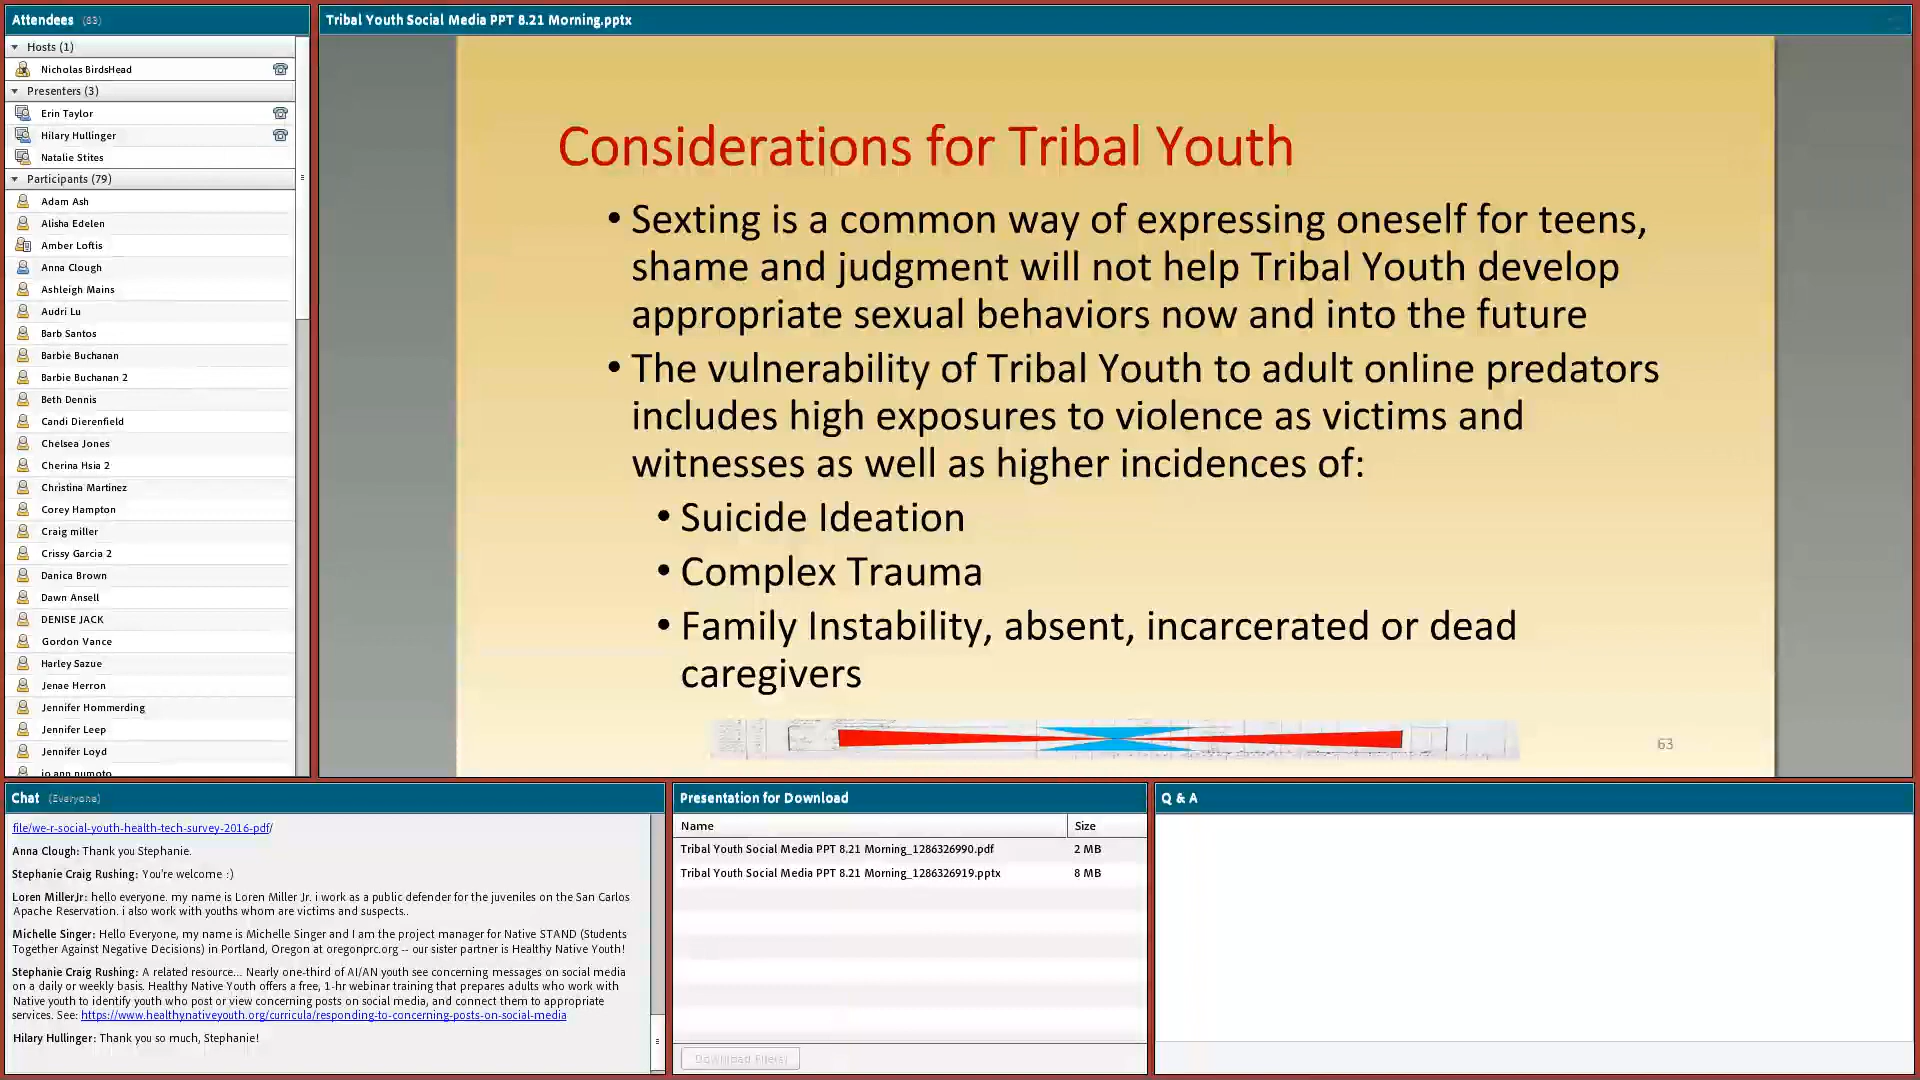 Attendees (83)
Hosts (1)
Nicholas BirdsHead
Presenters (3)
Erin Taylor
Hilary Hullinger
Natalie Stites
Participants (79)
Adam Ash
Alisha Edelen
Amber Loftis
Anna Clough
Ashleigh Mains
Audri Lu
Barb Santos
Barbie Buchanan
Barbie Buchanan 2
Beth Dennis
Candi Dierenfield
Chelsea Jones
Cherina Hsia 2
Christina Martinez
Corey Hampton
Craig miller
Crissy Garcia 2
Danica Brown
Dawn Ansell
DENISE JACK
Gordon Vance
Harley Sazue
Jenae Herron
Jennifer Hommerding
Jennifer Leep
Jennifer Loyd
jo ann numoto
Tribal Youth Social Media PPT 8.21 Morning.pptx
Considerations for Tribal Youth
• Sexting is a common way of expressing oneself for teens,
shame and judgment will not help Tribal Youth develop
appropriate sexual behaviors now and into the future
• The vulnerability of Tribal Youth to adult online predators
includes high exposures to violence as victims and
witnesses as well as higher incidences of:
• Suicide Ideation
• Complex Trauma
• Family Instability, absent, incarcerated or dead
caregivers
63
Chat (Everyone)
file/we-r-social-youth-health-tech-survey-2016-pdf/
Anna Clough: Thank you Stephanie.
Stephanie Craig Rushing: You're welcome :)
Loren MillerJr: hello everyone. my name is Loren Miller Jr. i work as a public defender for the juveniles on the San Carlos
Apache Reservation. i also work with youths whom are victims and suspects..
Michelle Singer: Hello Everyone, my name is Michelle Singer and I am the project manager for Native STAND (Students
Together Against Negative Decisions) in Portland, Oregon at oregonprc.org -- our sister partner is Healthy Native Youth!
Stephanie Craig Rushing: A related resource... Nearly one-third of AI/AN youth see concerning messages on social media
on a daily or weekly basis. Healthy Native Youth offers a free, 1-hr webinar training that prepares adults who work with
Native youth to identify youth who post or view concerning posts on social media, and connect them to appropriate
services. See: https://www.healthynativeyouth.org/curricula/responding-to-concerning-posts-on-social-media
Hilary Hullinger: Thank you so much, Stephanie!
Presentation for Download
Name Size
Tribal Youth Social Media PPT 8.21 Morning_1286326990.pdf 2 MB
Tribal Youth Social Media PPT 8.21 Morning_1286326919.pptx 8 MB
Download File(s)
Q & A